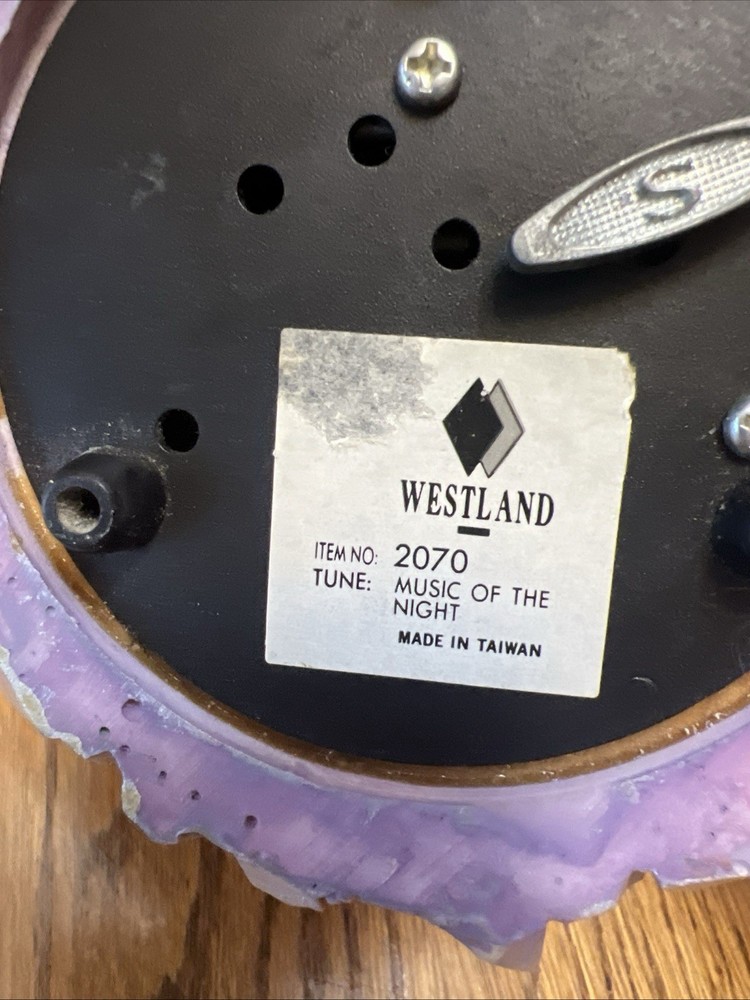 S
WESTLAND
ITEM NO: 2070
TUNE: MUSIC OF THE
NIGHT
MADE IN TAIWAN